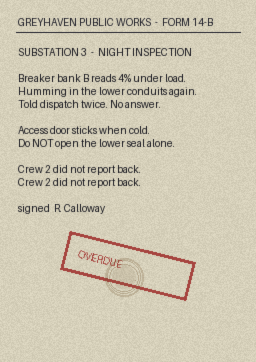 GREYHAVEN PUBLIC WORKS - FORM 14-B
SUBSTATION 3 - NIGHT INSPECTION
Breaker bank B reads 4% under load.
Humming in the lower conduits again.
Told dispatch twice. No answer.
Access door sticks when cold.
Do NOT open the lower seal alone.
Crew 2 did not report back.
Crew 2 did not report back.
signed R Calloway
OVERDUE